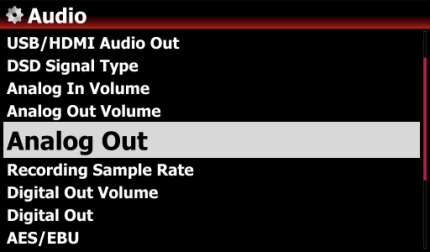 Audio
USB/HDMI Audio Out
DSD Signal Type
Analog In Volume
Analog Out Volume
Analog Out
Recording Sample Rate
Digital Out Volume
Digital Out
AES/EBU